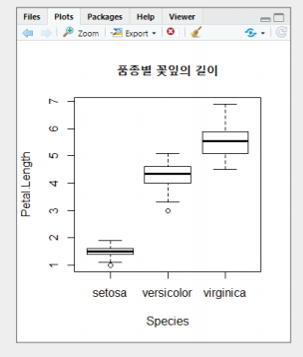 Files Plots Packages Help Viewer
Zoom Export
품종별 꽃잎의 길이
Petal.Length
7
6
5
4
3
2
1
setosa versicolor virginica
Species